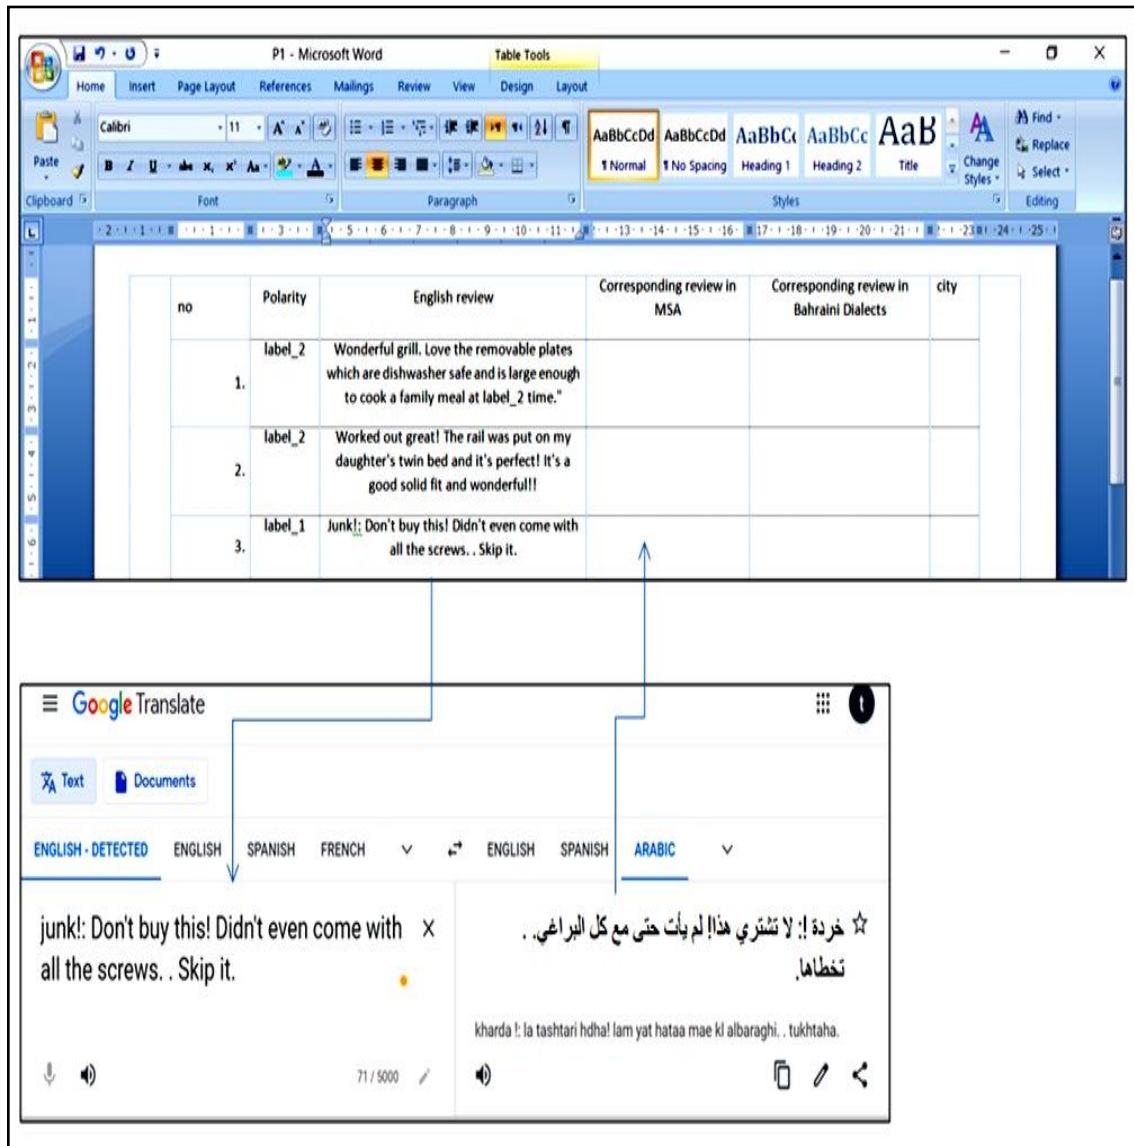 P1 - Microsoft Word
Table Tools
Home Insert Page Layout References Mailings Review View Design Layout
Calibri 11
Paste
B I U abe
AaBbCcDd AaBbCcDd AaBbCc AaBbCc AaB
¶ Normal ¶ No Spacing Heading 1 Heading 2 Title
Change Styles
Find
Replace
Select
Clipboard Font Paragraph Styles Editing
no Polarity English review Corresponding review in MSA Corresponding review in Bahraini Dialects city
label_2 Wonderful grill. Love the removable plates
1. which are dishwasher safe and is large enough
to cook a family meal at label_2 time."
label_2 Worked out great! The rail was put on my
2. daughter's twin bed and it's perfect! It's a
good solid fit and wonderful!!
label_1 Junk!: Don't buy this! Didn't even come with
3. all the screws. . Skip it.
Google Translate
t
Text Documents
ENGLISH - DETECTED ENGLISH SPANISH FRENCH ENGLISH SPANISH ARABIC
junk!: Don't buy this! Didn't even come with
all the screws. . Skip it.
71 / 5000
خردة !: لا تشتري هذا! لم يأت حتى مع كل البراغي. .
تخطاها.
kharda !: la tashtari hdha! lam yat hataa mae kl albaraghi. . tukhtaha.